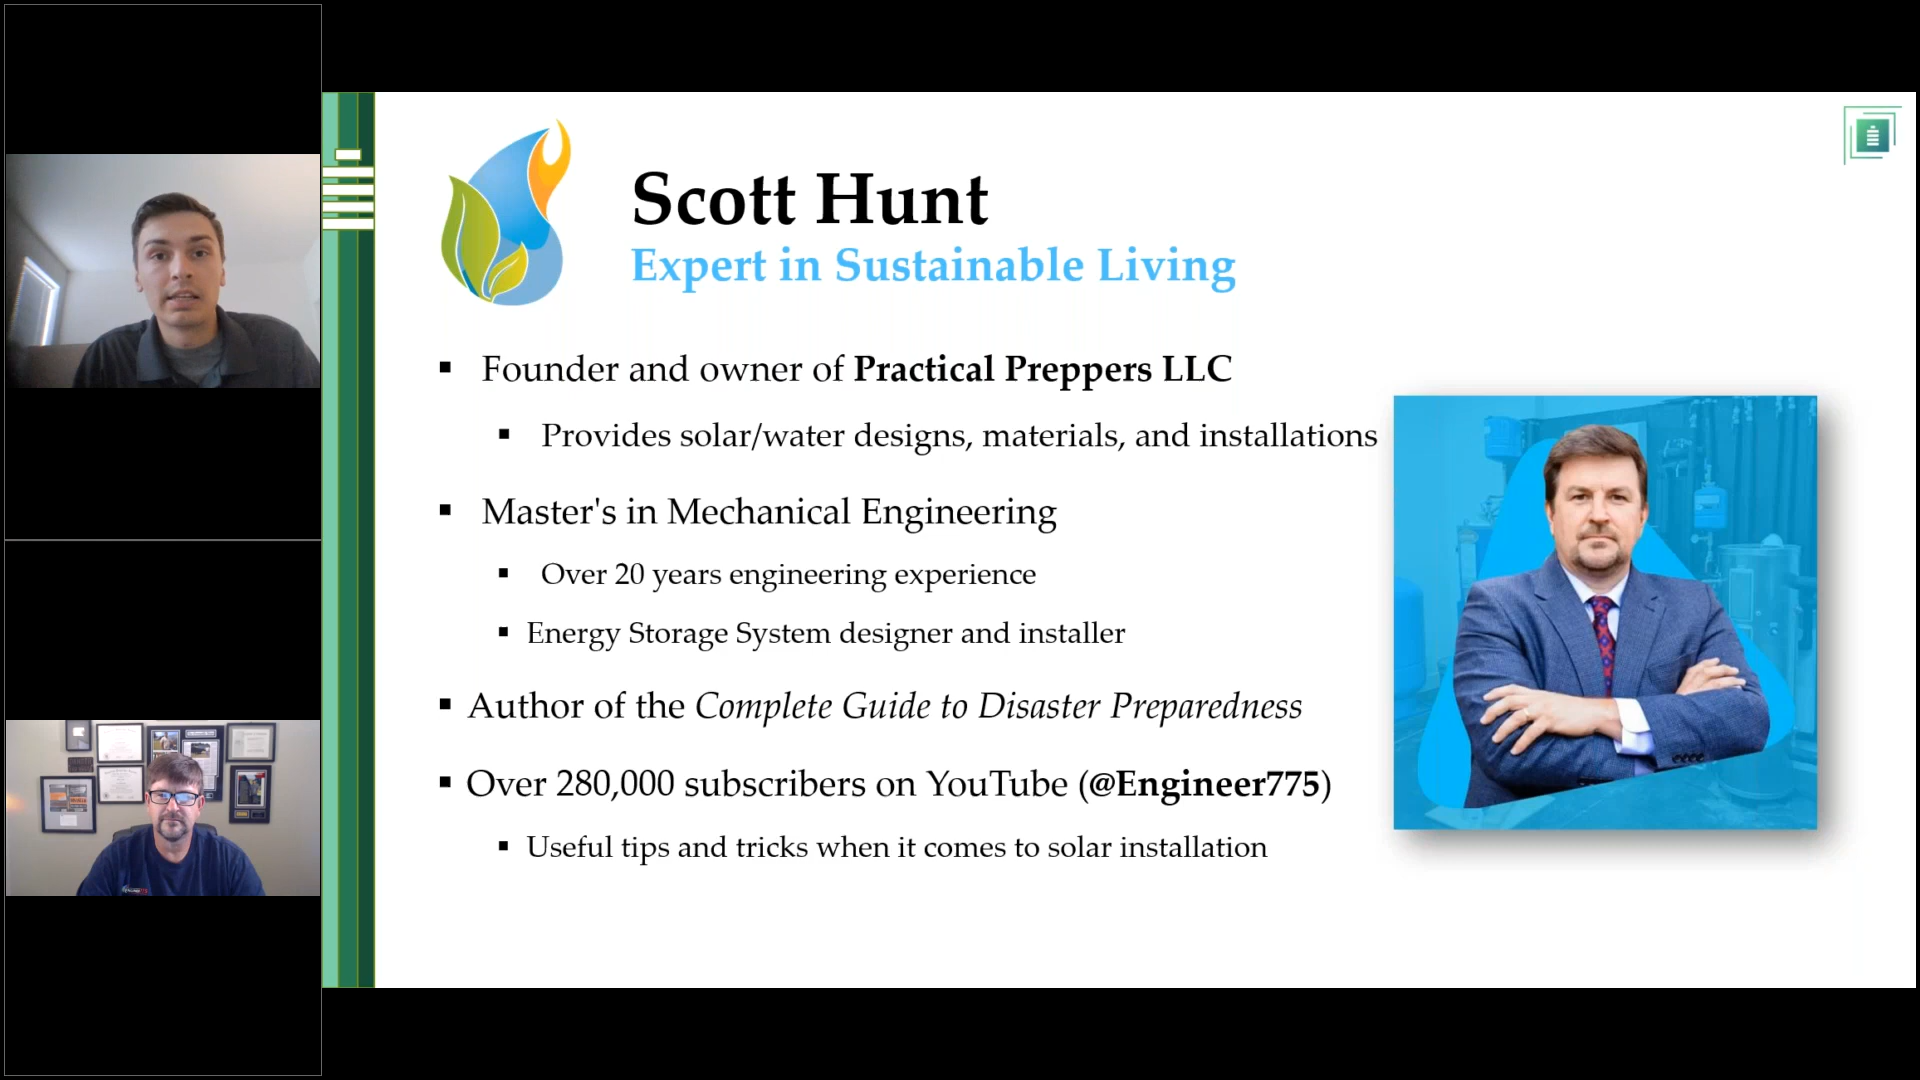 Scott Hunt
Expert in Sustainable Living
▪ Founder and owner of Practical Preppers LLC
▪ Provides solar/water designs, materials, and installations
▪ Master's in Mechanical Engineering
▪ Over 20 years engineering experience
▪ Energy Storage System designer and installer
▪ Author of the Complete Guide to Disaster Preparedness
▪ Over 280,000 subscribers on YouTube (@Engineer775)
▪ Useful tips and tricks when it comes to solar installation